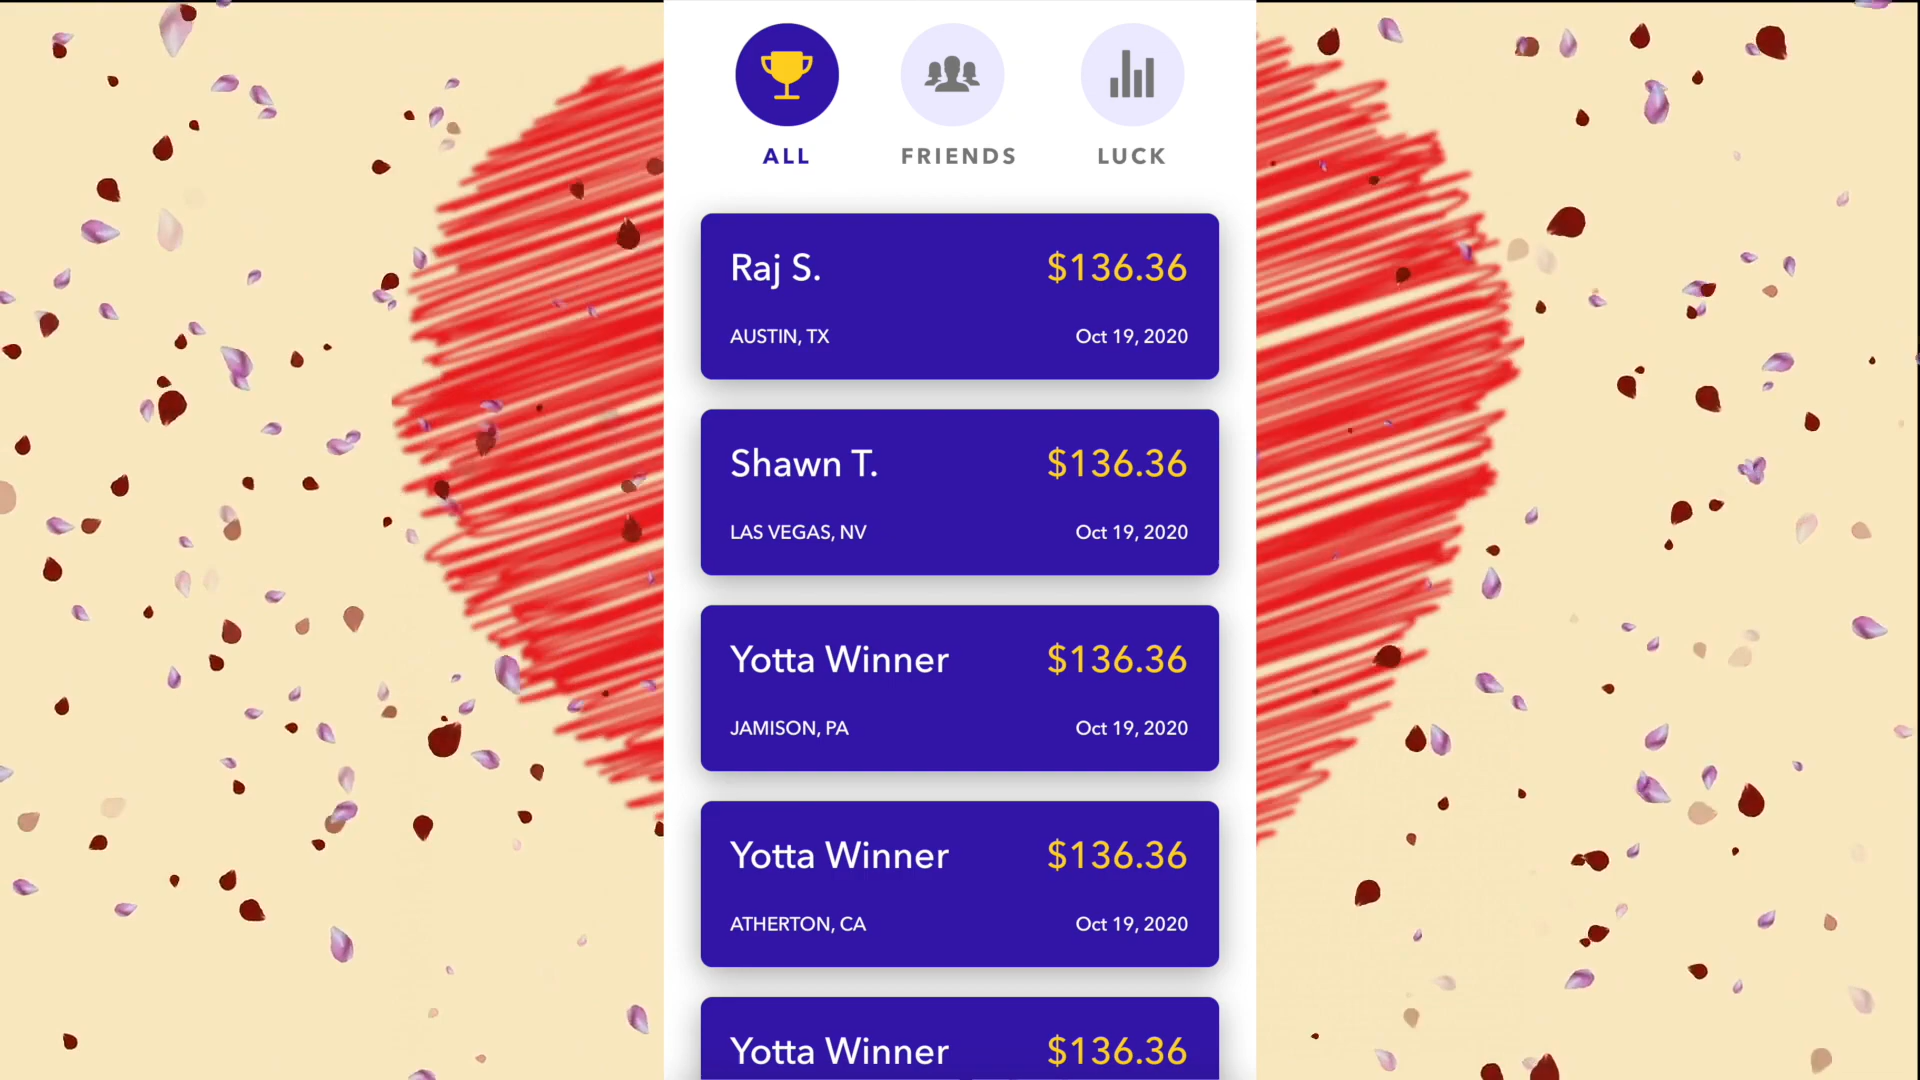 ALL FRIENDS LUCK
Raj S. $136.36
AUSTIN, TX Oct 19, 2020
Shawn T. $136.36
LAS VEGAS, NV Oct 19, 2020
Yotta Winner $136.36
JAMISON, PA Oct 19, 2020
Yotta Winner $136.36
ATHERTON, CA Oct 19, 2020
Yotta Winner $136.36